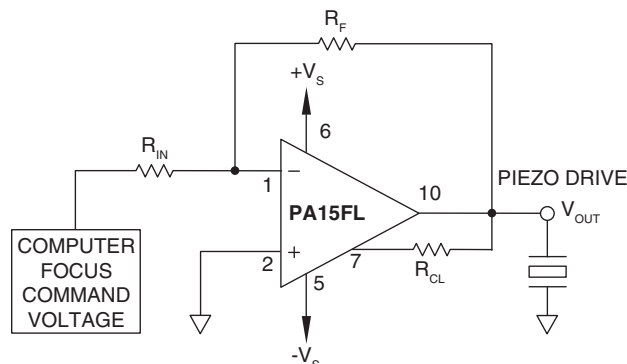 R_F
+V_S
R_IN
6
1
−
PA15FL
10
PIEZO DRIVE
V_OUT
COMPUTER
FOCUS
COMMAND
VOLTAGE
2
+
7
R_CL
5
-V_S